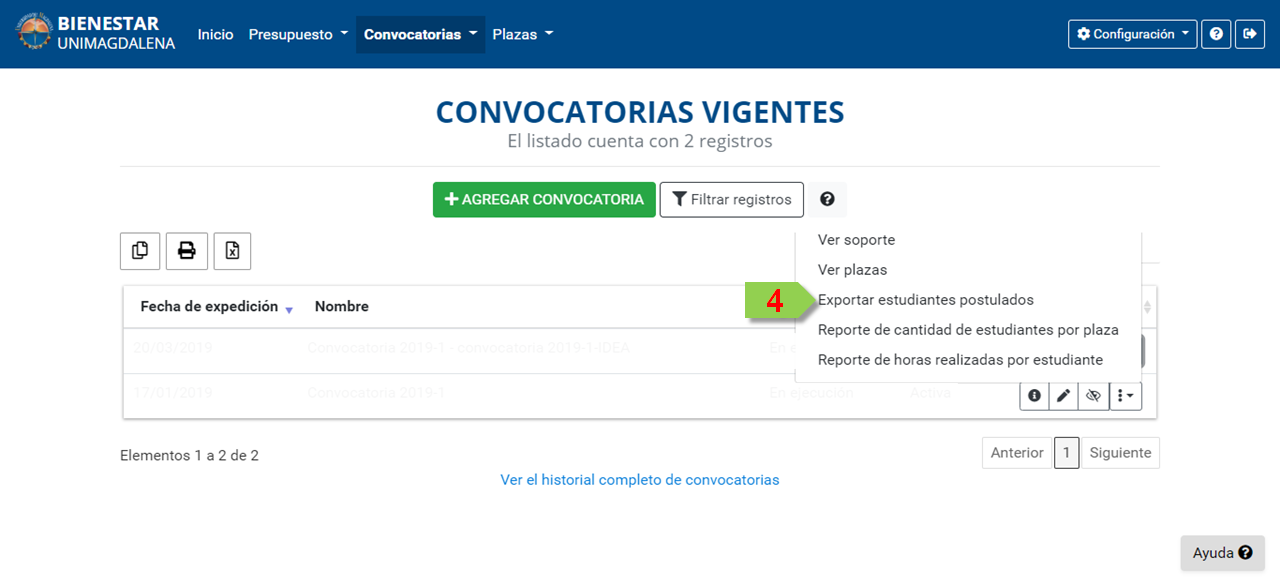 BIENESTAR
UNIMAGDALENA
Inicio Presupuesto Convocatorias Plazas Configuración
CONVOCATORIAS VIGENTES
El listado cuenta con 2 registros
AGREGAR CONVOCATORIA Filtrar registros
Ver soporte
Ver plazas
4 Exportar estudiantes postulados
Reporte de cantidad de estudiantes por plaza
Reporte de horas realizadas por estudiante
Fecha de expedición Nombre
20/03/2019 Convocatoria 2019-1 - convocatoria 2019-1-IDEA En e
17/01/2019 Convocatoria 2019-1 En ejecución Activa
Elementos 1 a 2 de 2
Anterior 1 Siguiente
Ver el historial completo de convocatorias
Ayuda